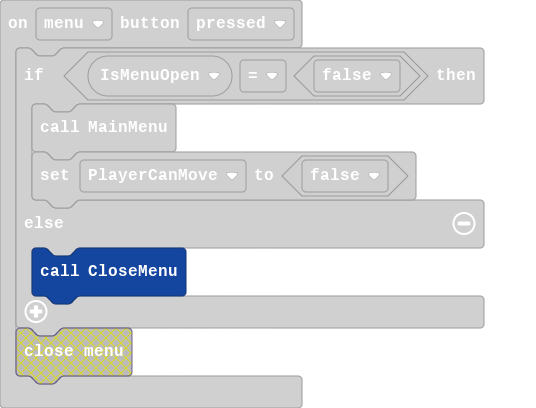 on menu button pressed
if IsMenuOpen = false then
call MainMenu
set PlayerCanMove to false
else
call CloseMenu
close menu